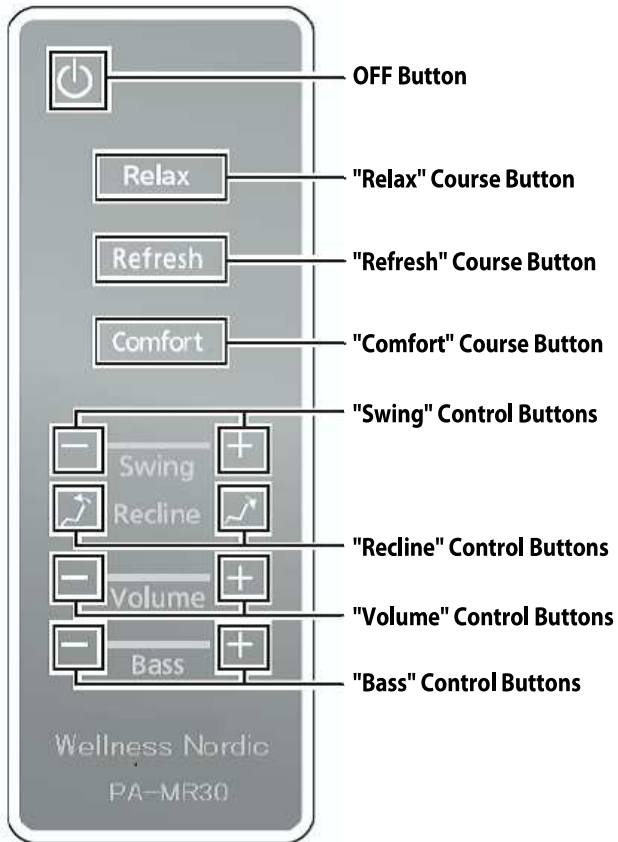 OFF Button
Relax
"Relax" Course Button
Refresh
"Refresh" Course Button
Comfort
"Comfort" Course Button
"Swing" Control Buttons
− Swing +
Recline
"Recline" Control Buttons
− Volume +
"Volume" Control Buttons
− Bass +
"Bass" Control Buttons
Wellness Nordic
PA-MR30